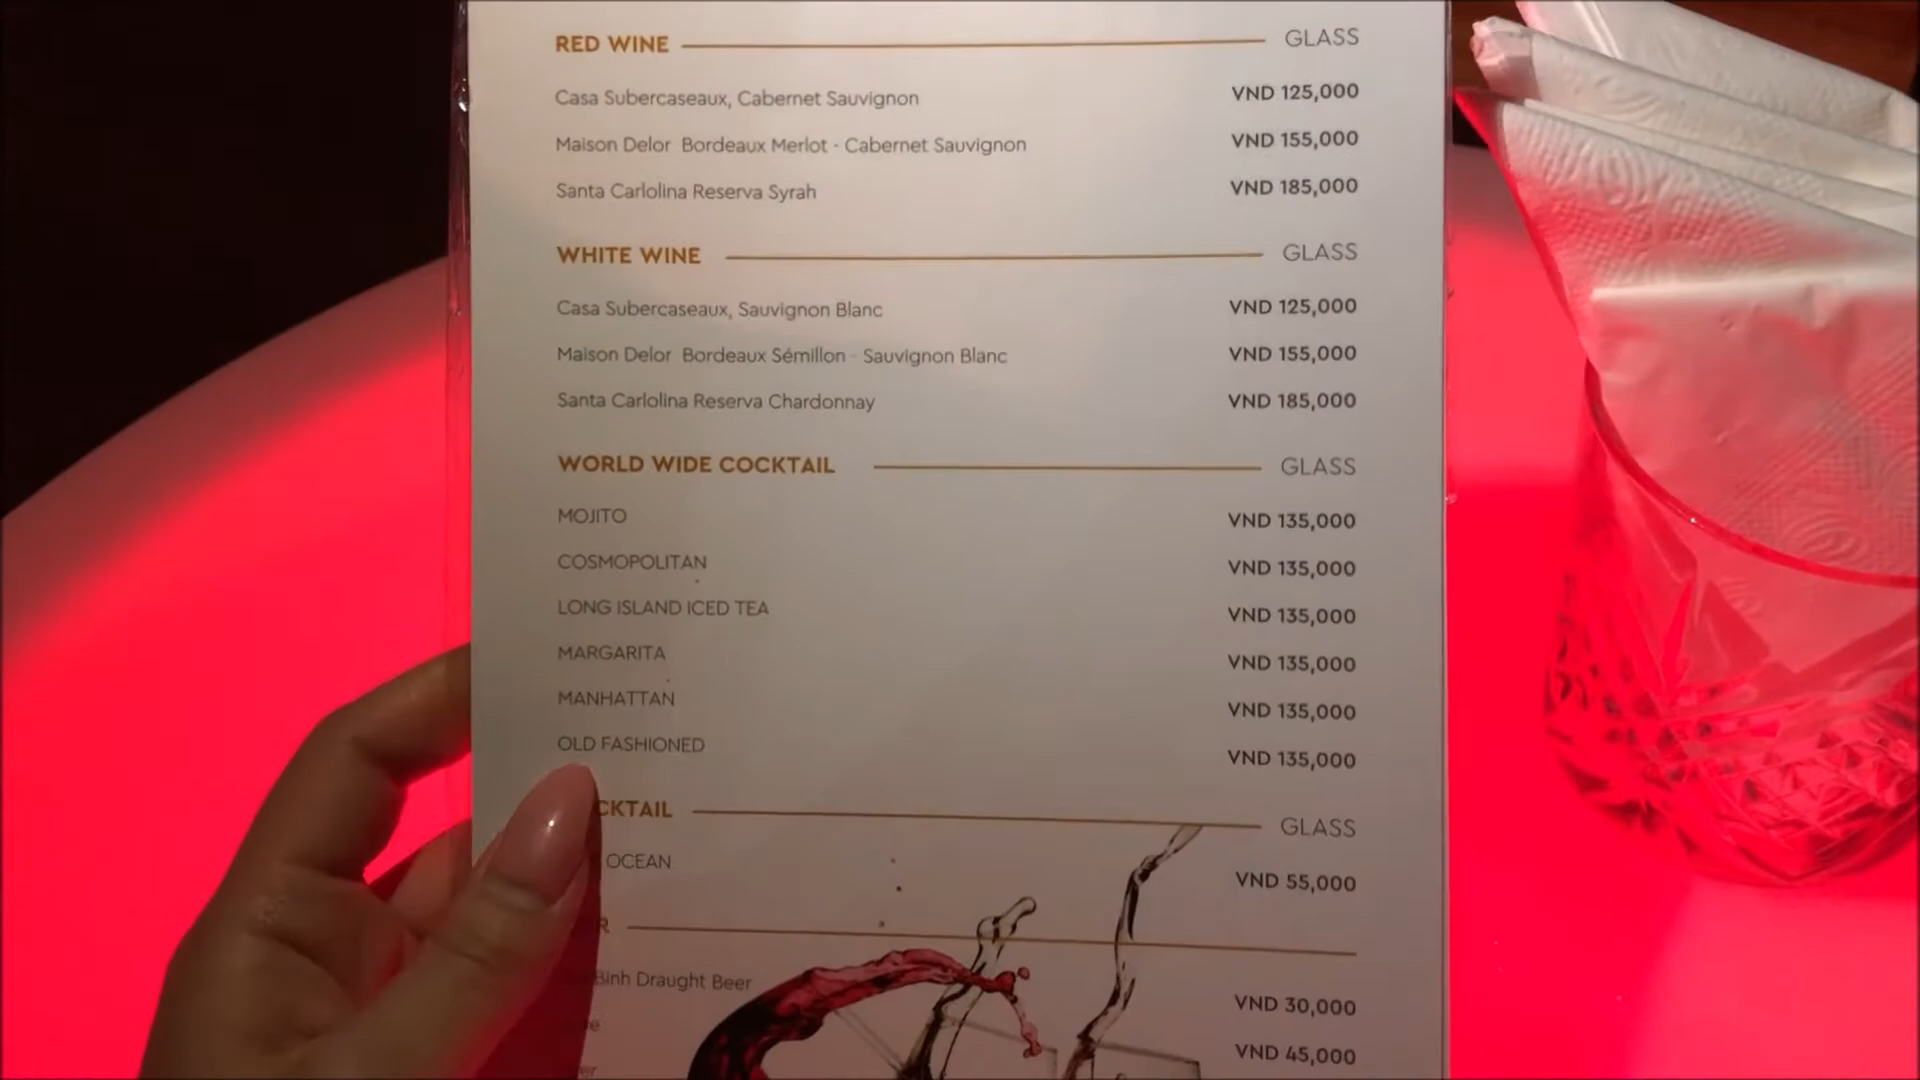 RED WINE GLASS
Casa Subercaseaux, Cabernet Sauvignon VND 125,000
Maison Delor Bordeaux Merlot - Cabernet Sauvignon VND 155,000
Santa Carlolina Reserva Syrah VND 185,000
WHITE WINE GLASS
Casa Subercaseaux, Sauvignon Blanc VND 125,000
Maison Delor Bordeaux Sémillon - Sauvignon Blanc VND 155,000
Santa Carlolina Reserva Chardonnay VND 185,000
WORLD WIDE COCKTAIL GLASS
MOJITO VND 135,000
COSMOPOLITAN VND 135,000
LONG ISLAND ICED TEA VND 135,000
MARGARITA VND 135,000
MANHATTAN VND 135,000
OLD FASHIONED VND 135,000
CKTAIL GLASS
OCEAN VND 55,000
R
Binh Draught Beer VND 30,000
VND 45,000